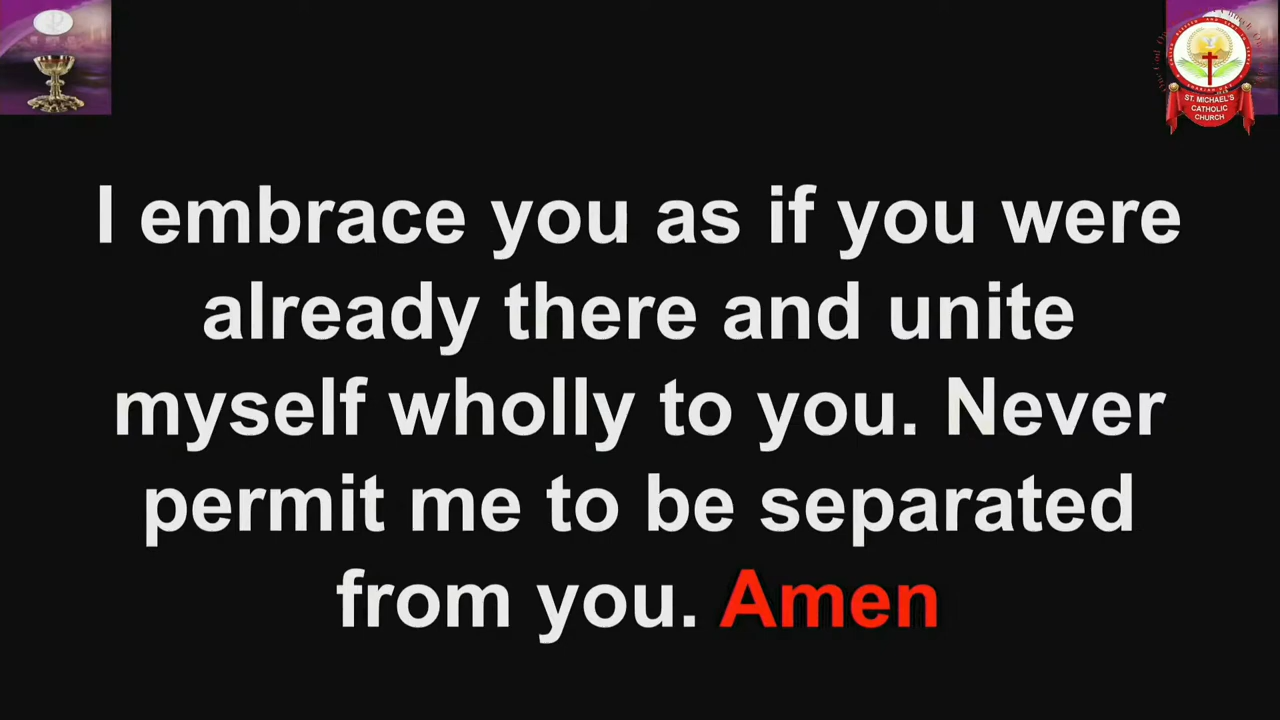 ST. MICHAEL'S
CATHOLIC
CHURCH
I embrace you as if you were
already there and unite
myself wholly to you. Never
permit me to be separated
from you. Amen